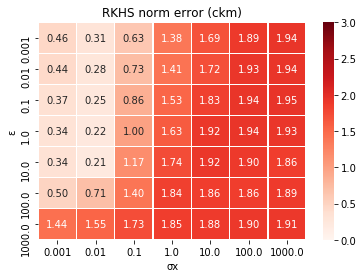 RKHS norm error (ckm)
0.001 0.46 0.31 0.63 1.38 1.69 1.89 1.94
0.01 0.44 0.28 0.73 1.41 1.72 1.93 1.94
0.1 0.37 0.25 0.86 1.53 1.83 1.94 1.95
1.0 0.34 0.22 1.00 1.63 1.92 1.94 1.93
10.0 0.34 0.21 1.17 1.74 1.92 1.90 1.86
100.0 0.50 0.71 1.40 1.84 1.86 1.86 1.89
1000.0 1.44 1.55 1.73 1.85 1.88 1.90 1.91
0.001 0.01 0.1 1.0 10.0 100.0 1000.0
σx
ε
3.0
2.5
2.0
1.5
1.0
0.5
0.0